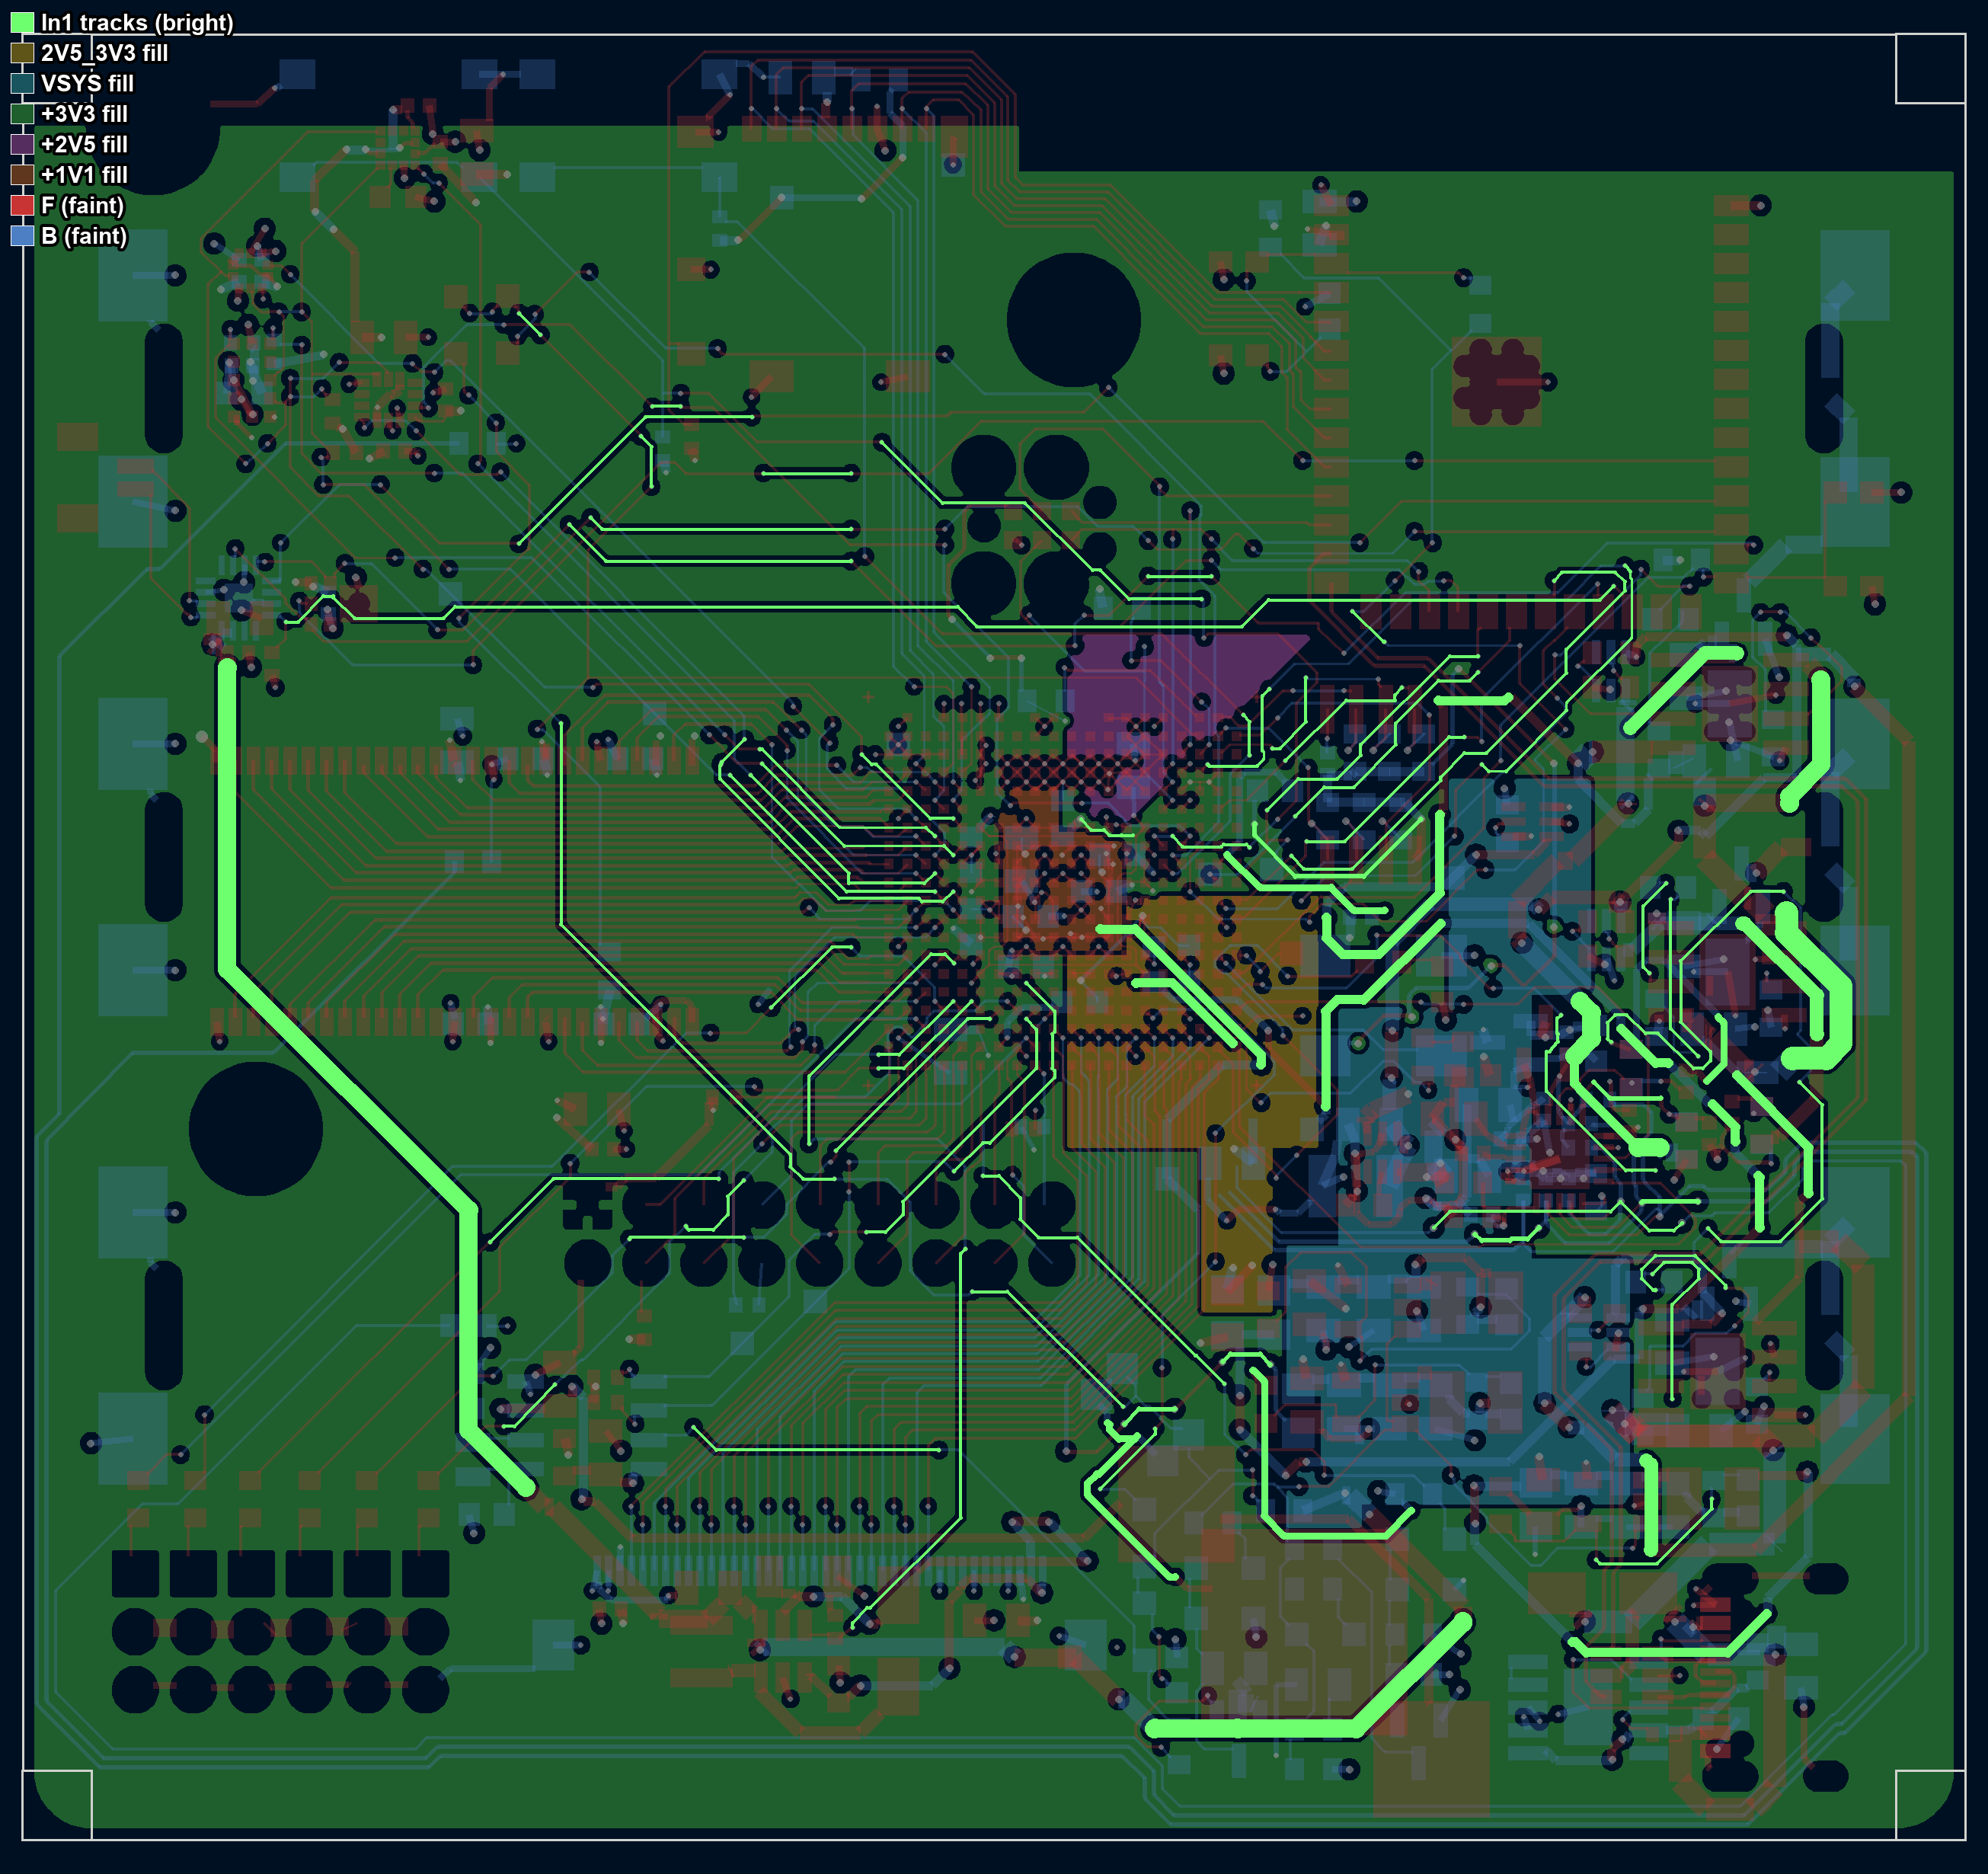 In1 tracks (bright)
2V5_3V3 fill
VSYS fill
+3V3 fill
+2V5 fill
+1V1 fill
F (faint)
B (faint)